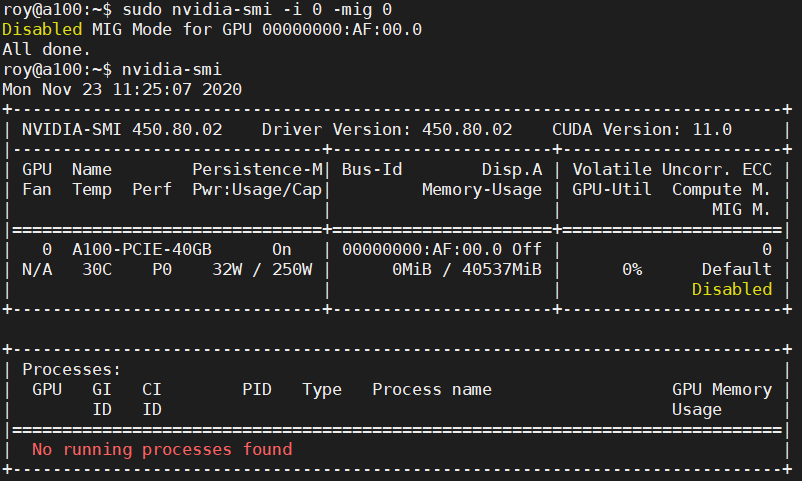 roy@a100:~$ sudo nvidia-smi -i 0 -mig 0
Disabled MIG Mode for GPU 00000000:AF:00.0
All done.
roy@a100:~$ nvidia-smi
Mon Nov 23 11:25:07 2020
+-----------------------------------------------------------------------------+
| NVIDIA-SMI 450.80.02    Driver Version: 450.80.02    CUDA Version: 11.0     |
|-------------------------------+----------------------+----------------------+
| GPU  Name        Persistence-M| Bus-Id        Disp.A | Volatile Uncorr. ECC |
| Fan  Temp  Perf  Pwr:Usage/Cap|         Memory-Usage | GPU-Util  Compute M. |
|                               |                      |               MIG M. |
|===============================+======================+======================|
|   0  A100-PCIE-40GB      On   | 00000000:AF:00.0 Off |                    0 |
| N/A   30C    P0    32W / 250W |      0MiB / 40537MiB |      0%      Default |
|                               |                      |             Disabled |
+-------------------------------+----------------------+----------------------+

+-----------------------------------------------------------------------------+
| Processes:                                                                  |
|  GPU   GI   CI        PID   Type   Process name                  GPU Memory |
|        ID   ID                                                   Usage      |
|=============================================================================|
|  No running processes found                                                 |
+-----------------------------------------------------------------------------+